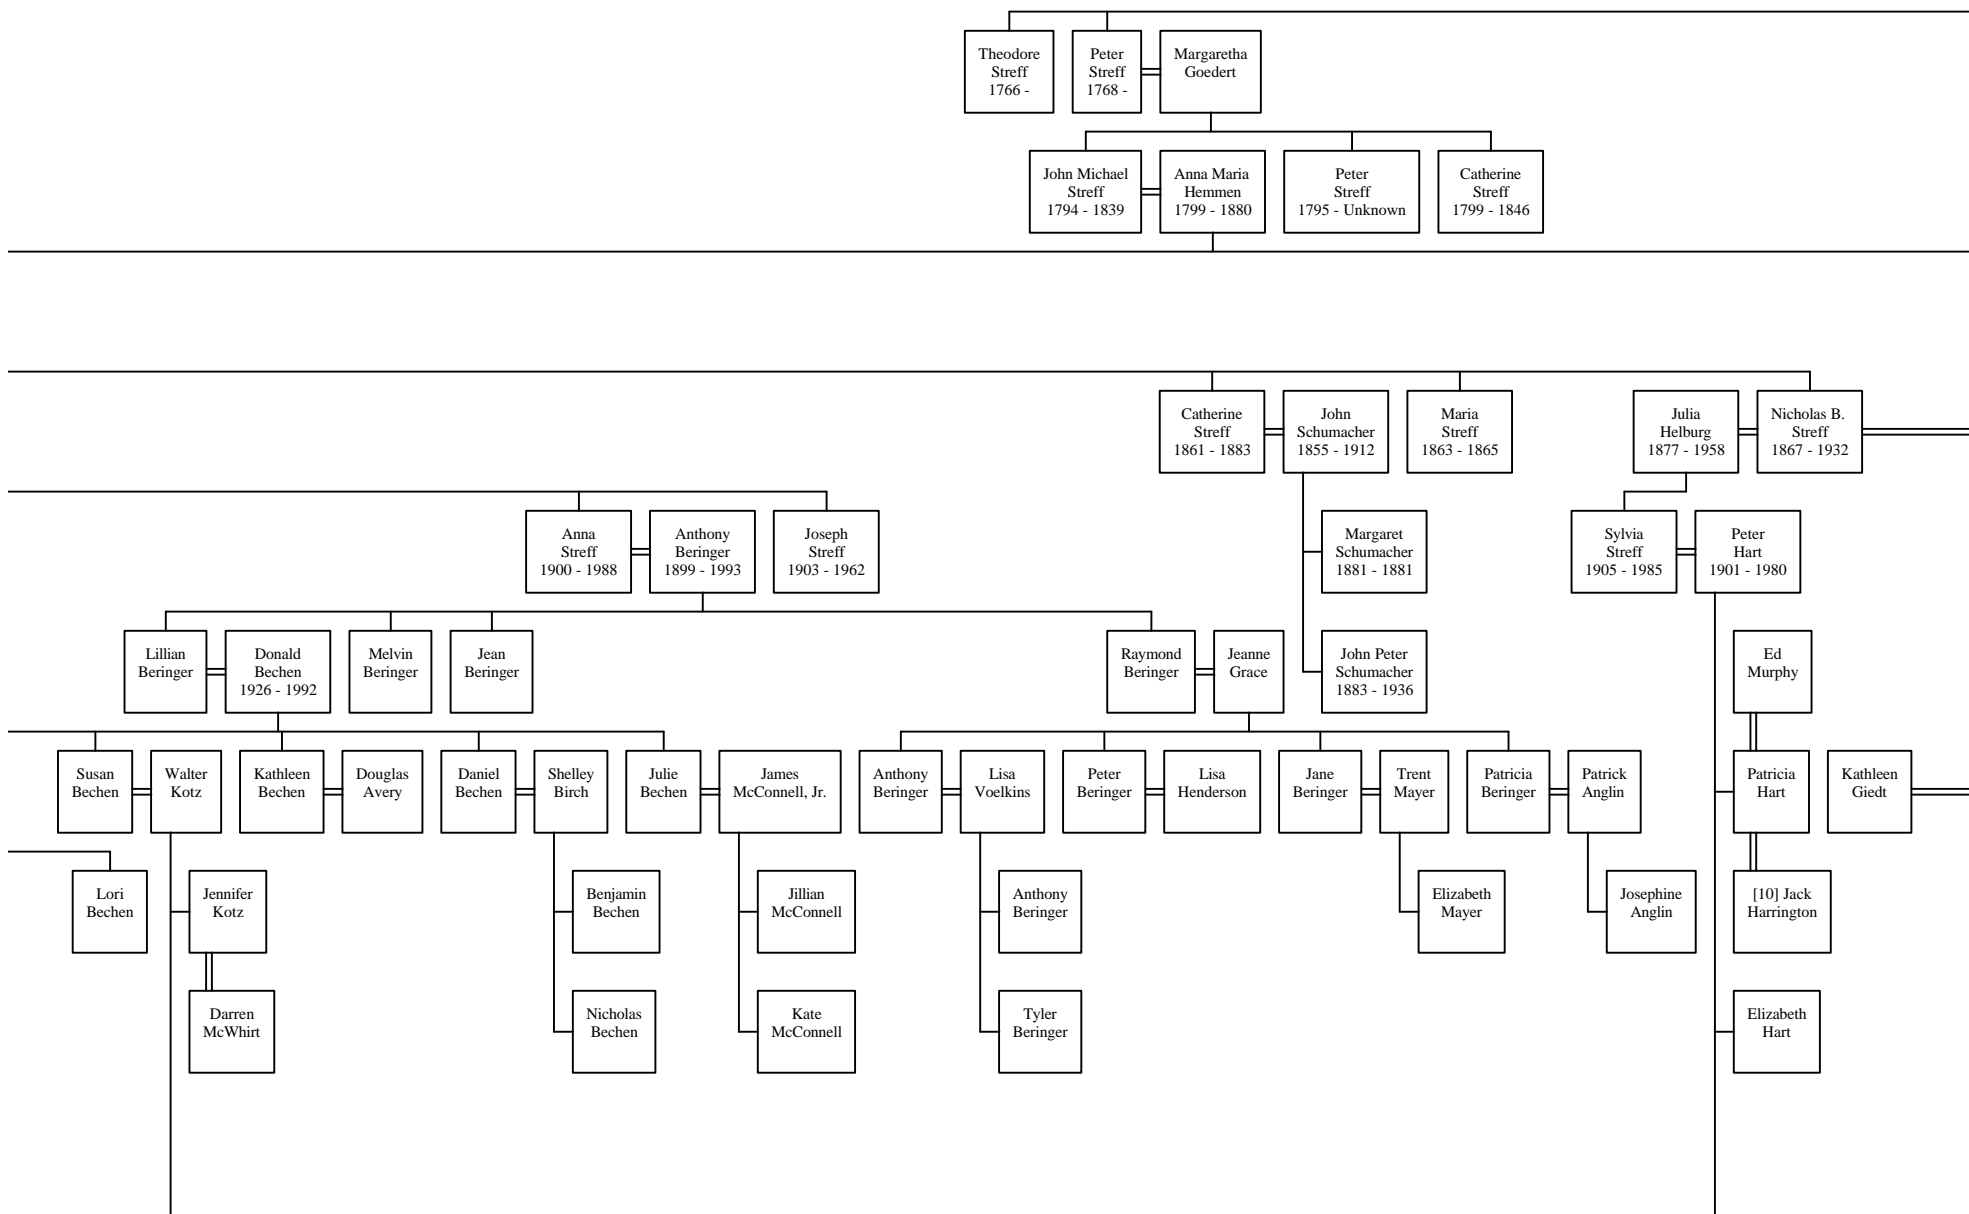 Theodore
Streff
1766 -
Peter
Streff
1768 -
Margaretha
Goedert
John Michael
Streff
1794 - 1839
Anna Maria
Hemmen
1799 - 1880
Peter
Streff
1795 - Unknown
Catherine
Streff
1799 - 1846
Catherine
Streff
1861 - 1883
John
Schumacher
1855 - 1912
Maria
Streff
1863 - 1865
Julia
Helburg
1877 - 1958
Nicholas B.
Streff
1867 - 1932
Anna
Streff
1900 - 1988
Anthony
Beringer
1899 - 1993
Joseph
Streff
1903 - 1962
Margaret
Schumacher
1881 - 1881
Sylvia
Streff
1905 - 1985
Peter
Hart
1901 - 1980
Lillian
Beringer
Donald
Bechen
1926 - 1992
Melvin
Beringer
Jean
Beringer
Raymond
Beringer
Jeanne
Grace
John Peter
Schumacher
1883 - 1936
Ed
Murphy
Susan
Bechen
Walter
Kotz
Kathleen
Bechen
Douglas
Avery
Daniel
Bechen
Shelley
Birch
Julie
Bechen
James
McConnell, Jr.
Anthony
Beringer
Lisa
Voelkins
Peter
Beringer
Lisa
Henderson
Jane
Beringer
Trent
Mayer
Patricia
Beringer
Patrick
Anglin
Patricia
Hart
Kathleen
Giedt
Lori
Bechen
Jennifer
Kotz
Benjamin
Bechen
Jillian
McConnell
Anthony
Beringer
Elizabeth
Mayer
Josephine
Anglin
[10] Jack
Harrington
Darren
McWhirt
Nicholas
Bechen
Kate
McConnell
Tyler
Beringer
Elizabeth
Hart